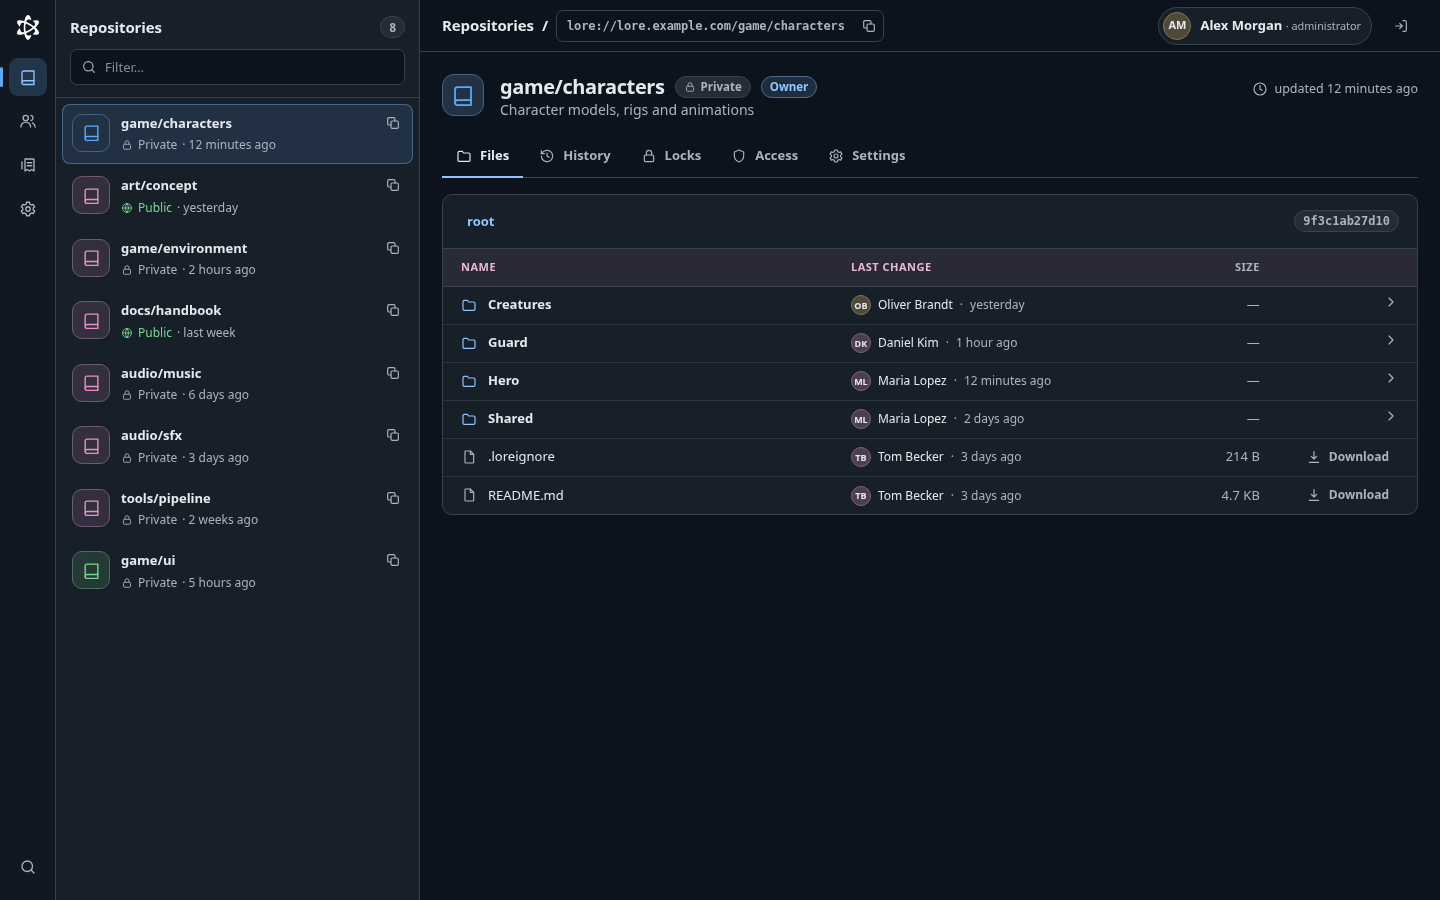 Repositories
8
Filter...
game/characters
Private · 12 minutes ago
art/concept
Public · yesterday
game/environment
Private · 2 hours ago
docs/handbook
Public · last week
audio/music
Private · 6 days ago
audio/sfx
Private · 3 days ago
tools/pipeline
Private · 2 weeks ago
game/ui
Private · 5 hours ago
Repositories / lore://lore.example.com/game/characters
AM Alex Morgan · administrator
game/characters Private Owner
Character models, rigs and animations
updated 12 minutes ago
Files History Locks Access Settings
root 9f3c1ab27d10
NAME LAST CHANGE SIZE
Creatures OB Oliver Brandt · yesterday —
Guard DK Daniel Kim · 1 hour ago —
Hero ML Maria Lopez · 12 minutes ago —
Shared ML Maria Lopez · 2 days ago —
.loreignore TB Tom Becker · 3 days ago 214 B Download
README.md TB Tom Becker · 3 days ago 4.7 KB Download